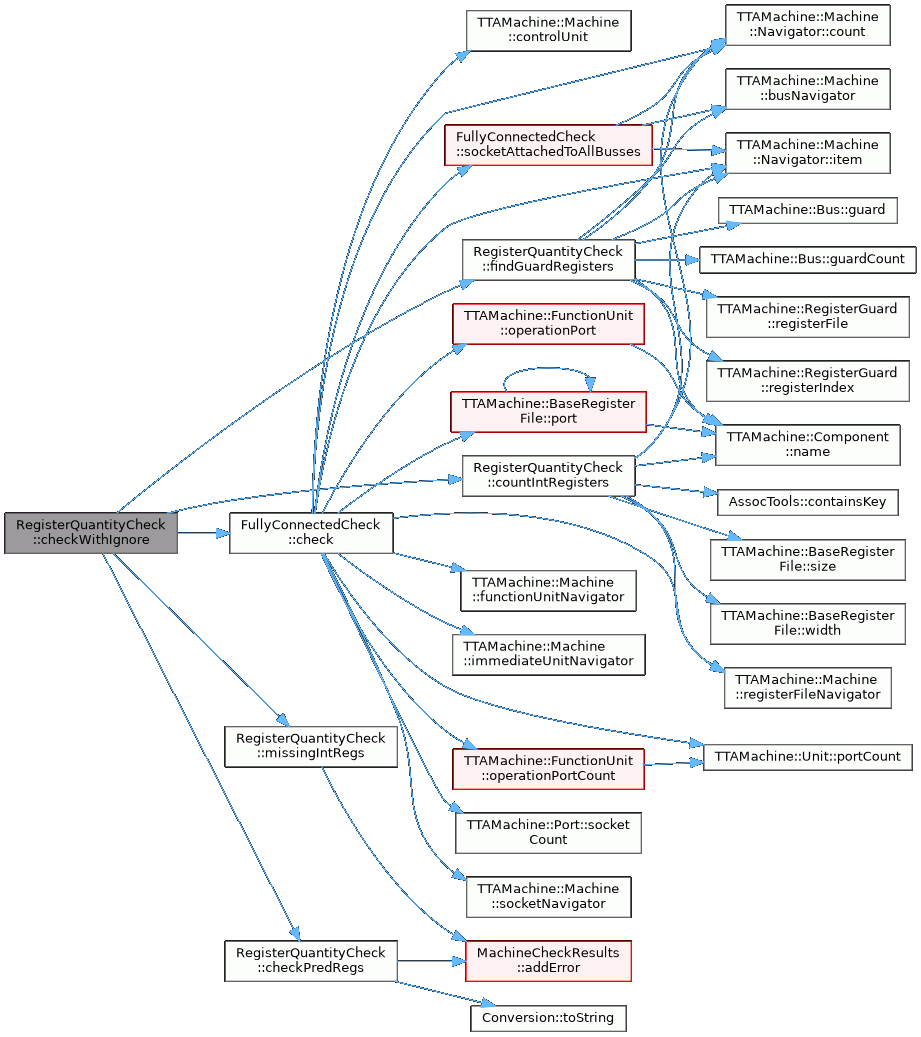 RegisterQuantityCheck
::checkWithIgnore
FullyConnectedCheck
::check
RegisterQuantityCheck
::missingIntRegs
RegisterQuantityCheck
::checkPredRegs
TTAMachine::Machine
::controlUnit
FullyConnectedCheck
::socketAttachedToAllBusses
RegisterQuantityCheck
::findGuardRegisters
TTAMachine::FunctionUnit
::operationPort
TTAMachine::BaseRegister
File::port
RegisterQuantityCheck
::countIntRegisters
TTAMachine::Machine
::functionUnitNavigator
TTAMachine::Machine
::immediateUnitNavigator
TTAMachine::FunctionUnit
::operationPortCount
TTAMachine::Port::socket
Count
TTAMachine::Machine
::socketNavigator
MachineCheckResults
::addError
Conversion::toString
TTAMachine::Machine
::Navigator::count
TTAMachine::Machine
::busNavigator
TTAMachine::Machine
::Navigator::item
TTAMachine::Bus::guard
TTAMachine::Bus::guardCount
TTAMachine::RegisterGuard
::registerFile
TTAMachine::RegisterGuard
::registerIndex
TTAMachine::Component
::name
AssocTools::containsKey
TTAMachine::BaseRegister
File::size
TTAMachine::BaseRegister
File::width
TTAMachine::Machine
::registerFileNavigator
TTAMachine::Unit::portCount